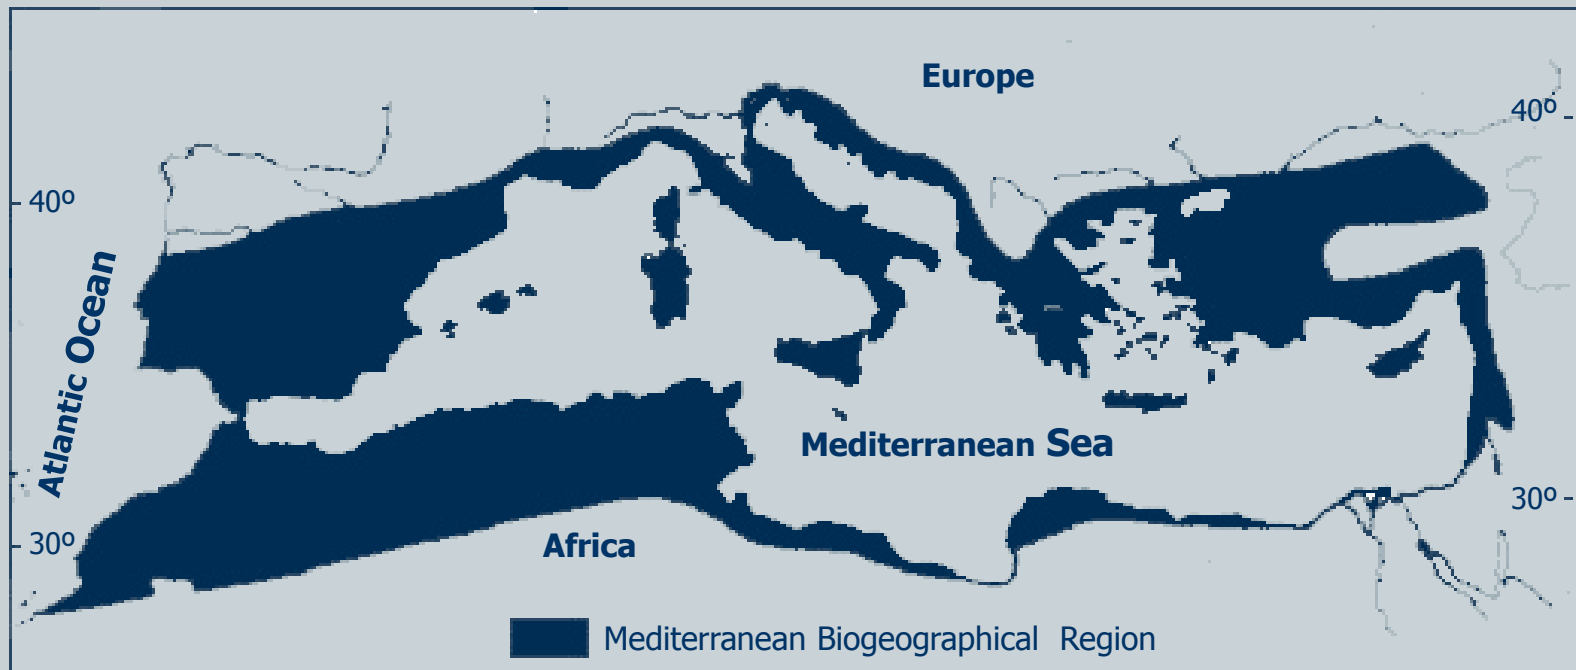 Europe
40º
40º
Atlantic Ocean
Mediterranean Sea
30º
30º
Africa
Mediterranean Biogeographical Region